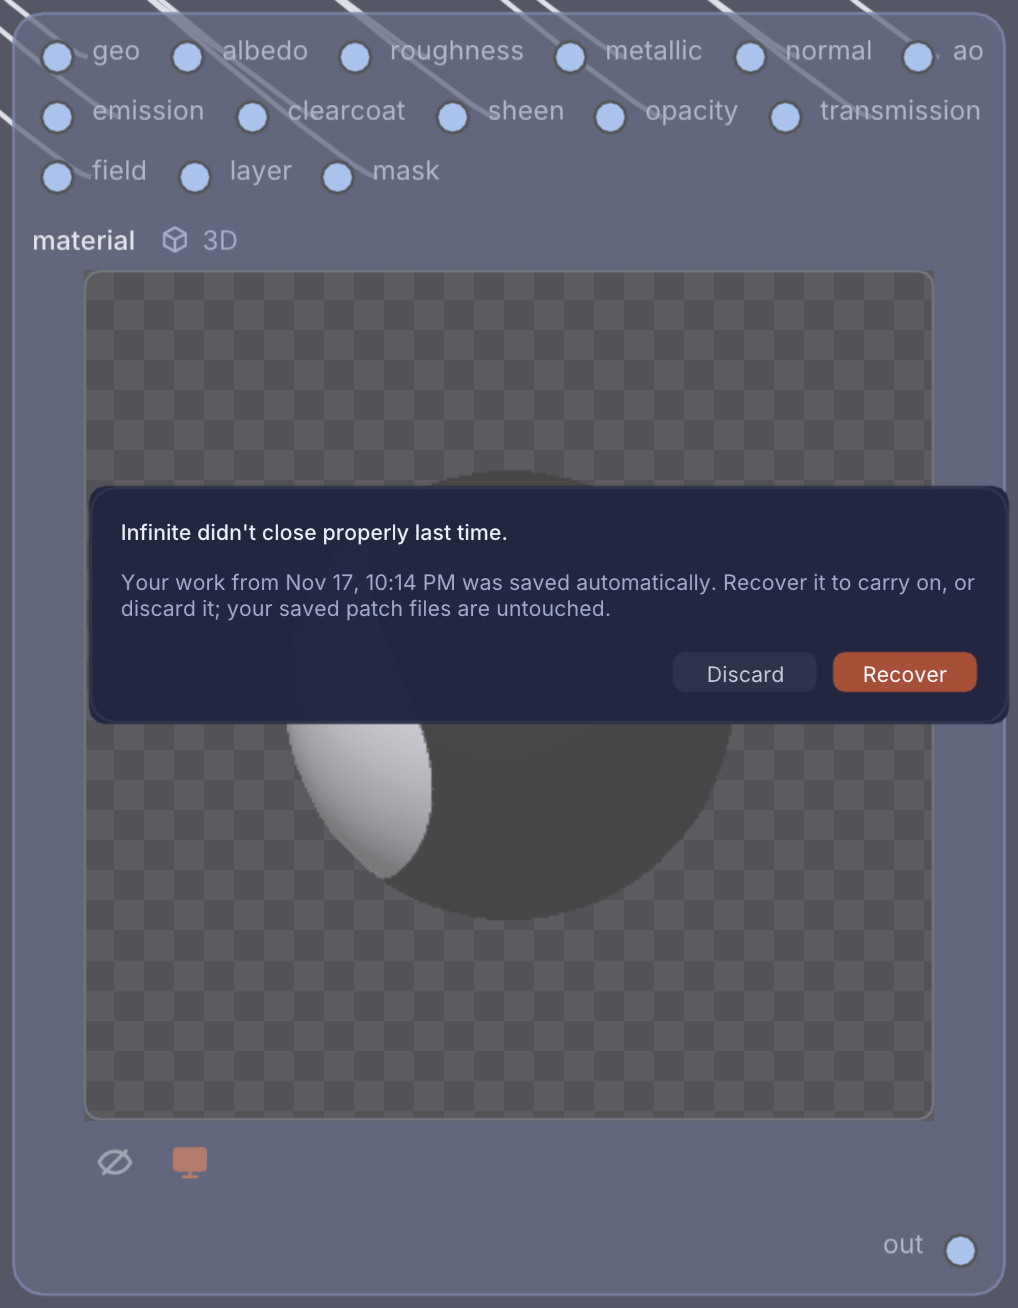 geo albedo roughness metallic normal ao
emission clearcoat sheen opacity transmission
field layer mask
material 3D
Infinite didn't close properly last time.
Your work from Nov 17, 10:14 PM was saved automatically. Recover it to carry on, or
discard it; your saved patch files are untouched.
Discard Recover
out